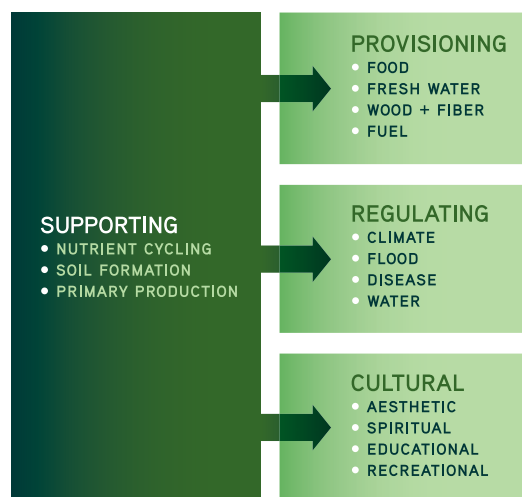 SUPPORTING
• NUTRIENT CYCLING
• SOIL FORMATION
• PRIMARY PRODUCTION
PROVISIONING
• FOOD
• FRESH WATER
• WOOD + FIBER
• FUEL
REGULATING
• CLIMATE
• FLOOD
• DISEASE
• WATER
CULTURAL
• AESTHETIC
• SPIRITUAL
• EDUCATIONAL
• RECREATIONAL